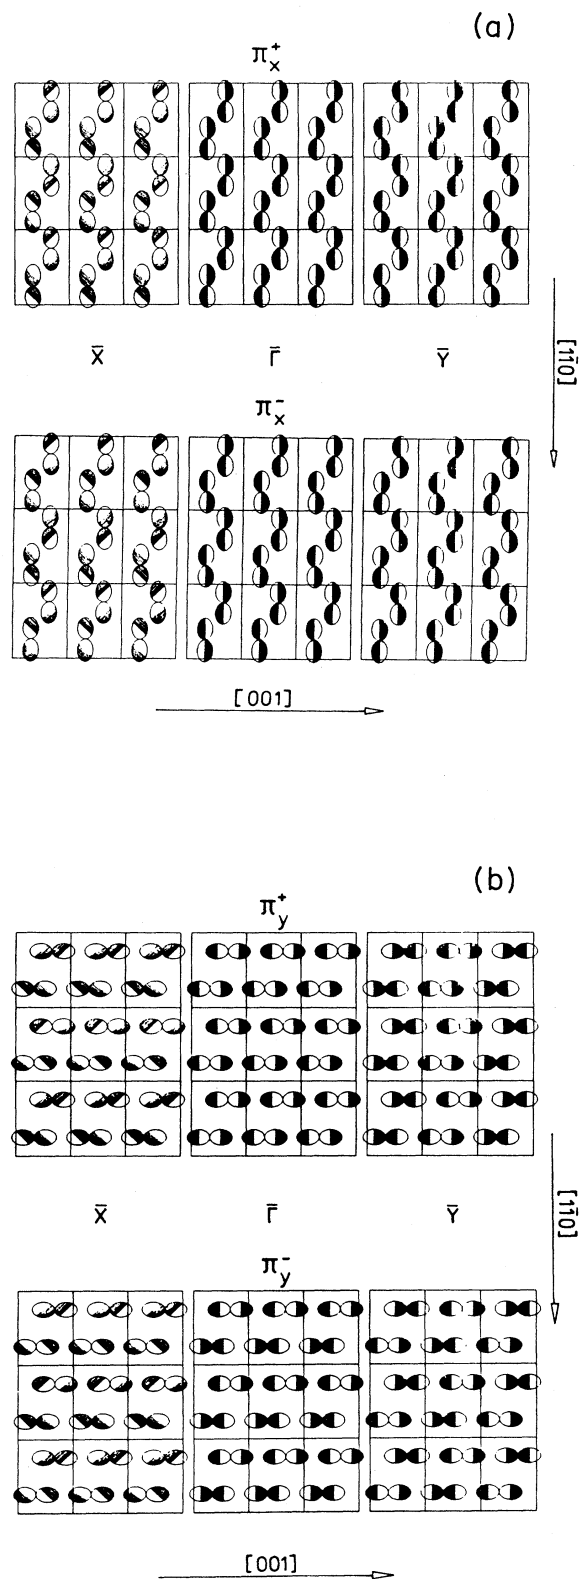 (a)
π⁺ₓ
X̄ Γ̄ Ȳ
[11̄0]
π⁻ₓ
[001]
(b)
π⁺ᵧ
X̄ Γ̄ Ȳ
[11̄0]
π⁻ᵧ
[001]